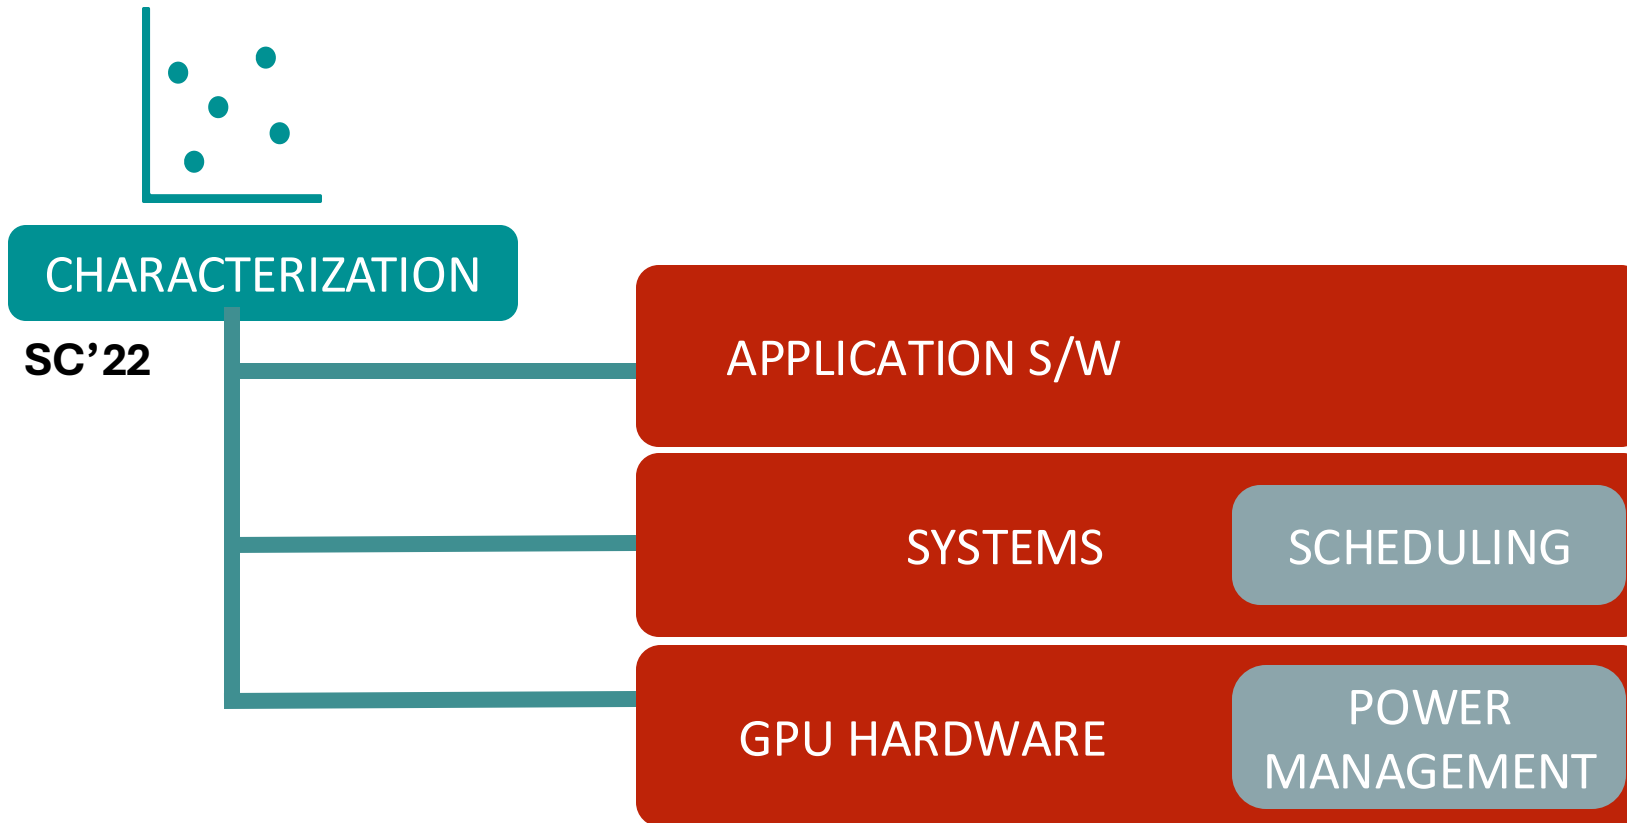 CHARACTERIZATION
SC’22
APPLICATION S/W
SYSTEMS
SCHEDULING
GPU HARDWARE
POWER
MANAGEMENT